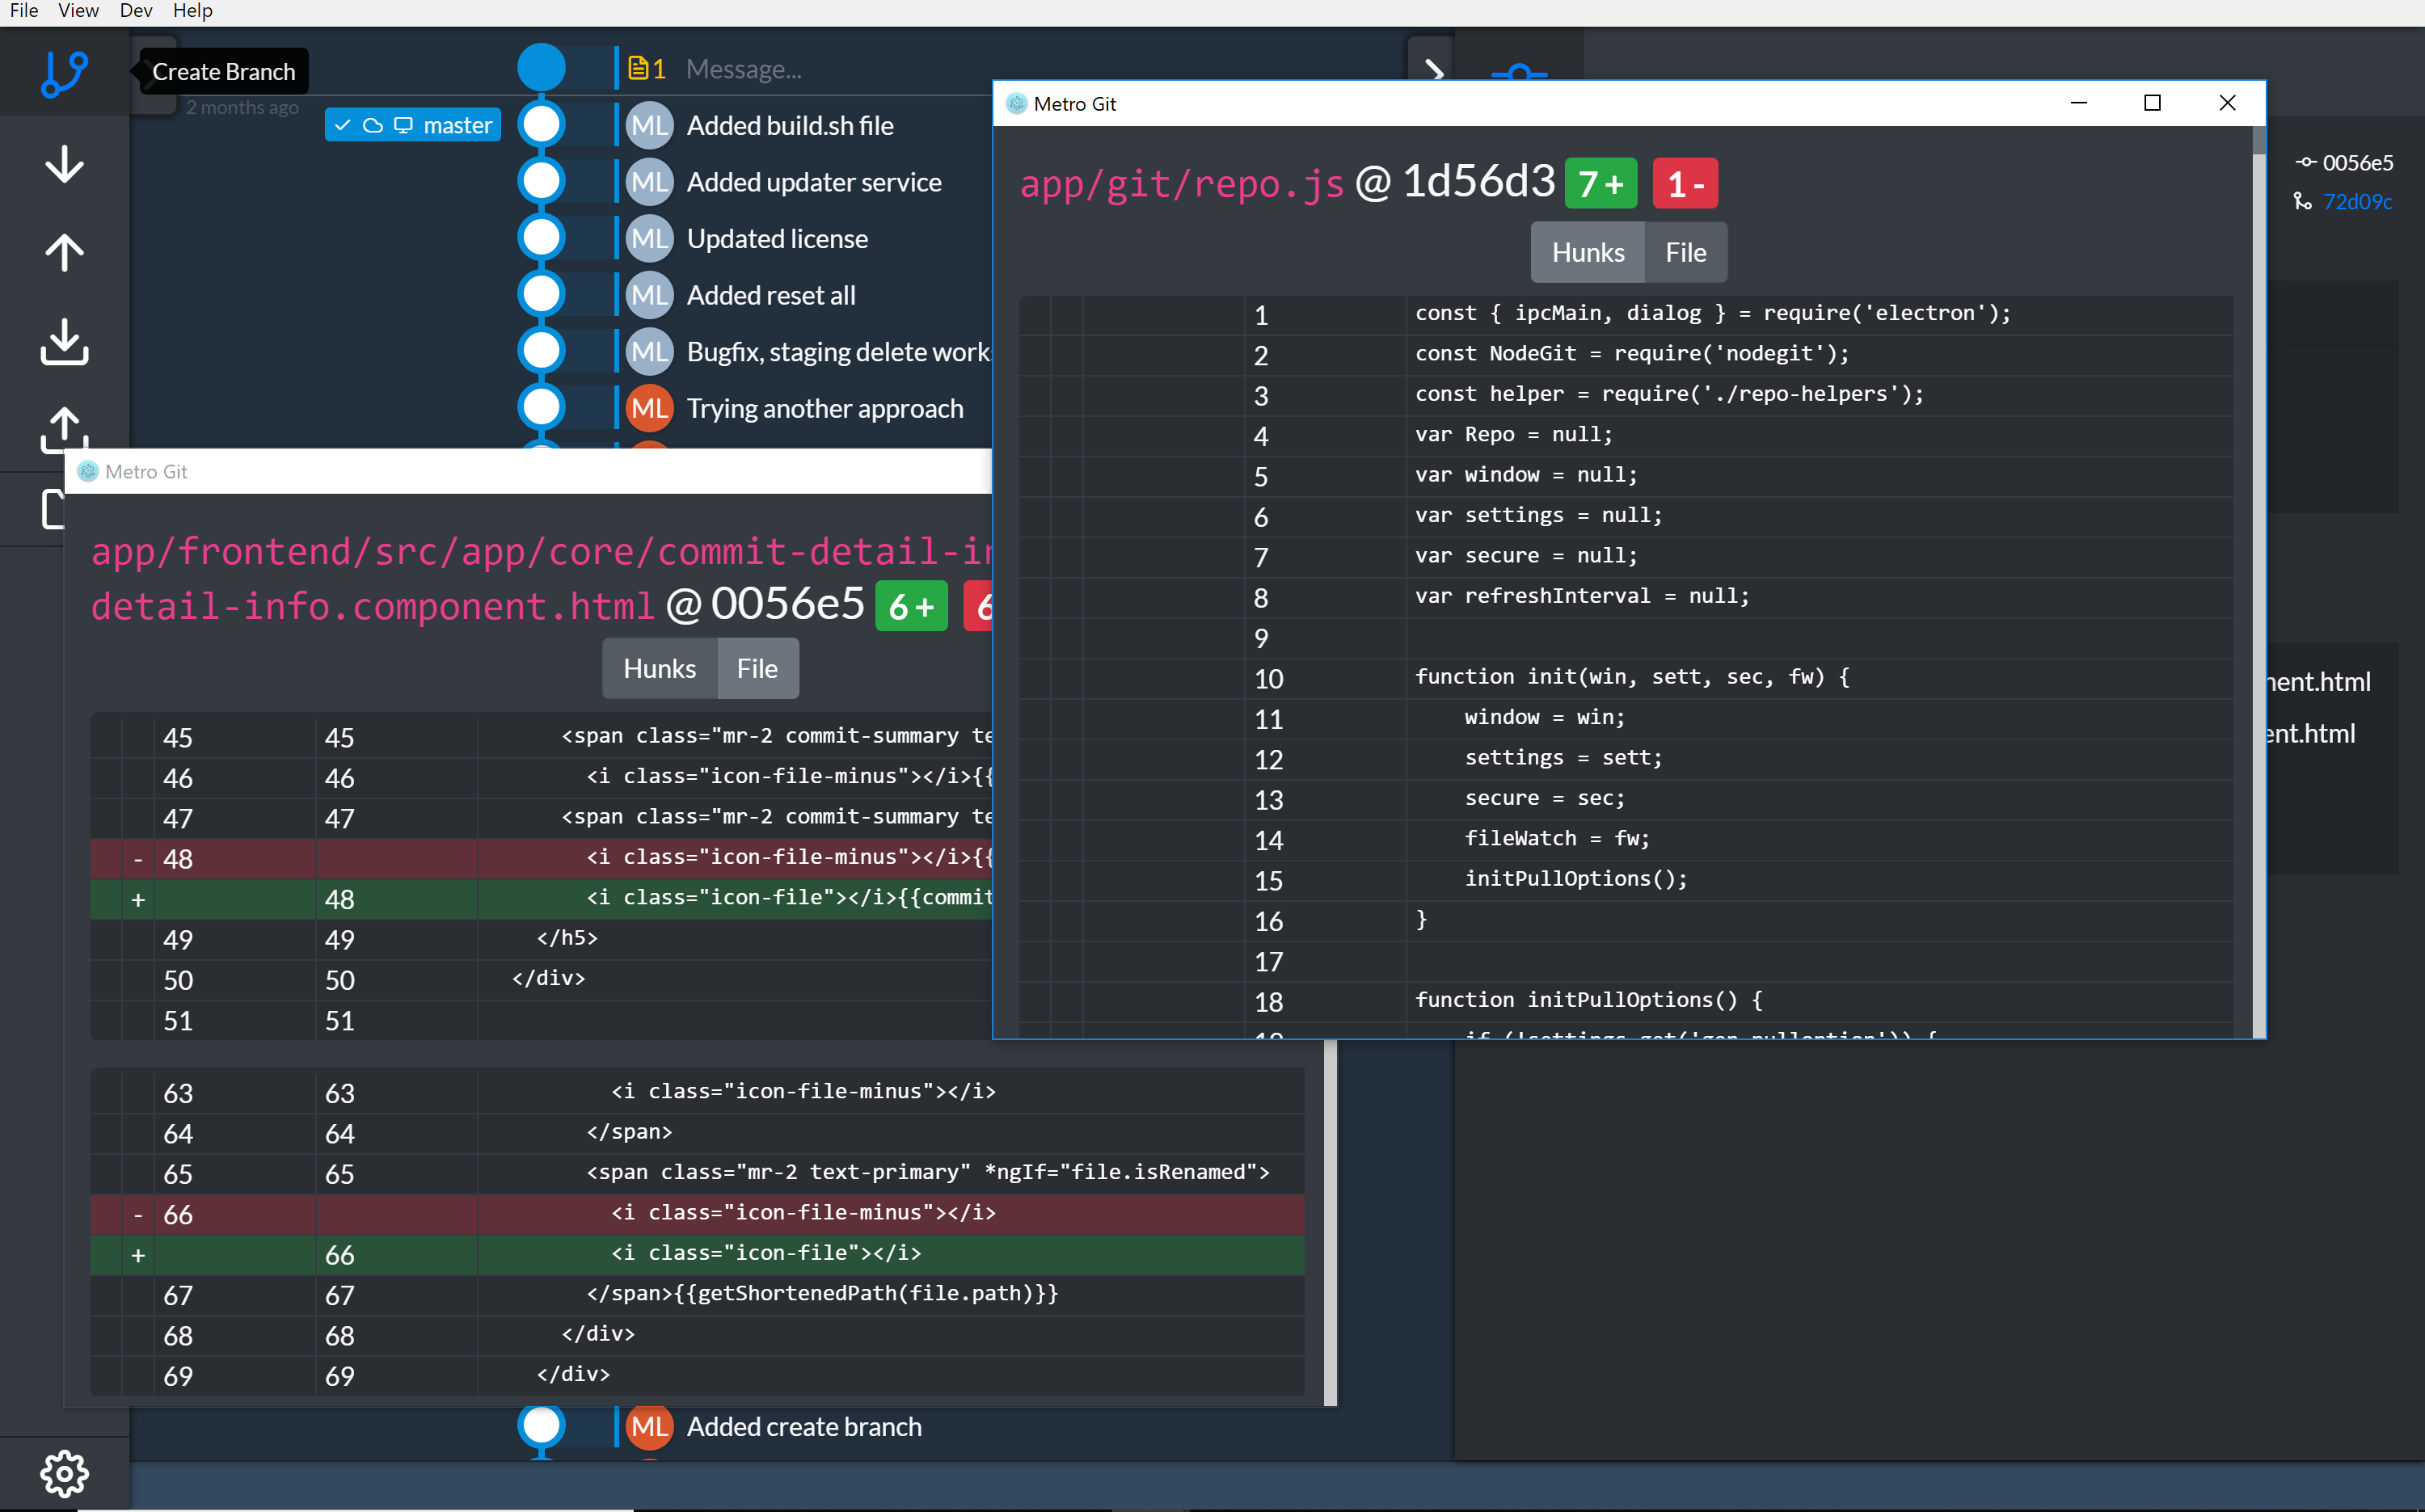 File View Dev Help
Create Branch
2 months ago
1 Message...
master
ML Added build.sh file
ML Added updater service
ML Updated license
ML Added reset all
ML Bugfix, staging delete work
ML Trying another approach
Metro Git
app/git/repo.js @ 1d56d3 7 + 1 -
Hunks File
1 const { ipcMain, dialog } = require('electron');
2 const NodeGit = require('nodegit');
3 const helper = require('./repo-helpers');
4 var Repo = null;
5 var window = null;
6 var settings = null;
7 var secure = null;
8 var refreshInterval = null;
9
10 function init(win, sett, sec, fw) {
11 window = win;
12 settings = sett;
13 secure = sec;
14 fileWatch = fw;
15 initPullOptions();
16 }
17
18 function initPullOptions() {
19 if (!settings.get('gen-pulloption')) {
0056e5
72d09c
ent.html
Metro Git
app/frontend/src/app/core/commit-detail-in
detail-info.component.html @ 0056e5 6 + 6
Hunks File
45 45 <span class="mr-2 commit-summary te
46 46 <i class="icon-file-minus"></i>{{
47 47 <span class="mr-2 commit-summary te
- 48 <i class="icon-file-minus"></i>{{
+ 48 <i class="icon-file"></i>{{commit
49 49 </h5>
50 50 </div>
51 51
63 63 <i class="icon-file-minus"></i>
64 64 </span>
65 65 <span class="mr-2 text-primary" *ngIf="file.isRenamed">
- 66 <i class="icon-file-minus"></i>
+ 66 <i class="icon-file"></i>
67 67 </span>{{getShortenedPath(file.path)}}
68 68 </div>
69 69 </div>
ML Added create branch